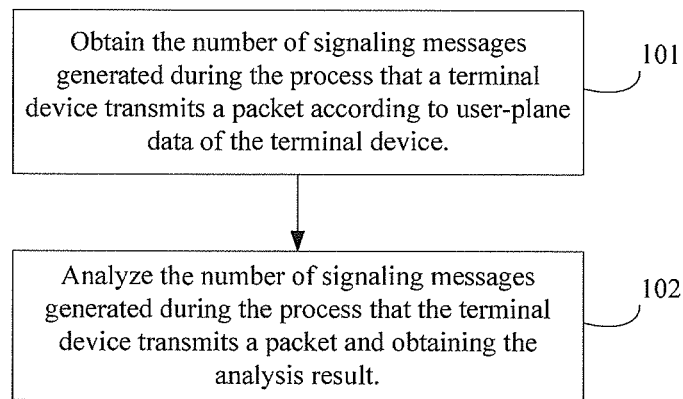 Obtain the number of signaling messages
generated during the process that a terminal
device transmits a packet according to user-plane
data of the terminal device.
101
Analyze the number of signaling messages
generated during the process that the terminal
device transmits a packet and obtaining the
analysis result.
102